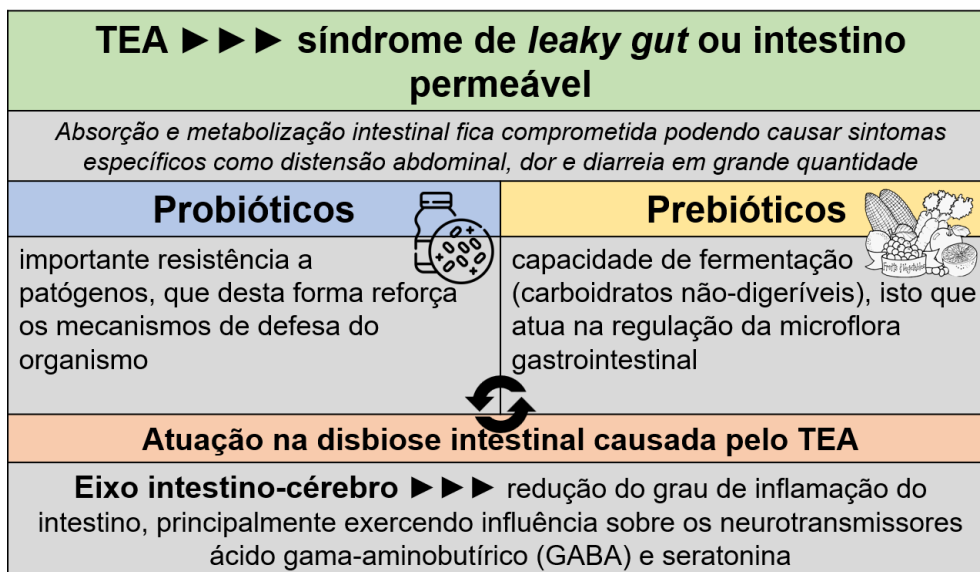 TEA ►►► síndrome de leaky gut ou intestino
permeável
Absorção e metabolização intestinal fica comprometida podendo causar sintomas
específicos como distensão abdominal, dor e diarreia em grande quantidade
Probióticos
importante resistência a
patógenos, que desta forma reforça
os mecanismos de defesa do
organismo
Prebióticos
capacidade de fermentação
(carboidratos não-digeríveis), isto que
atua na regulação da microflora
gastrointestinal
Atuação na disbiose intestinal causada pelo TEA
Eixo intestino-cérebro ►►► redução do grau de inflamação do
intestino, principalmente exercendo influência sobre os neurotransmissores
ácido gama-aminobutírico (GABA) e seratonina